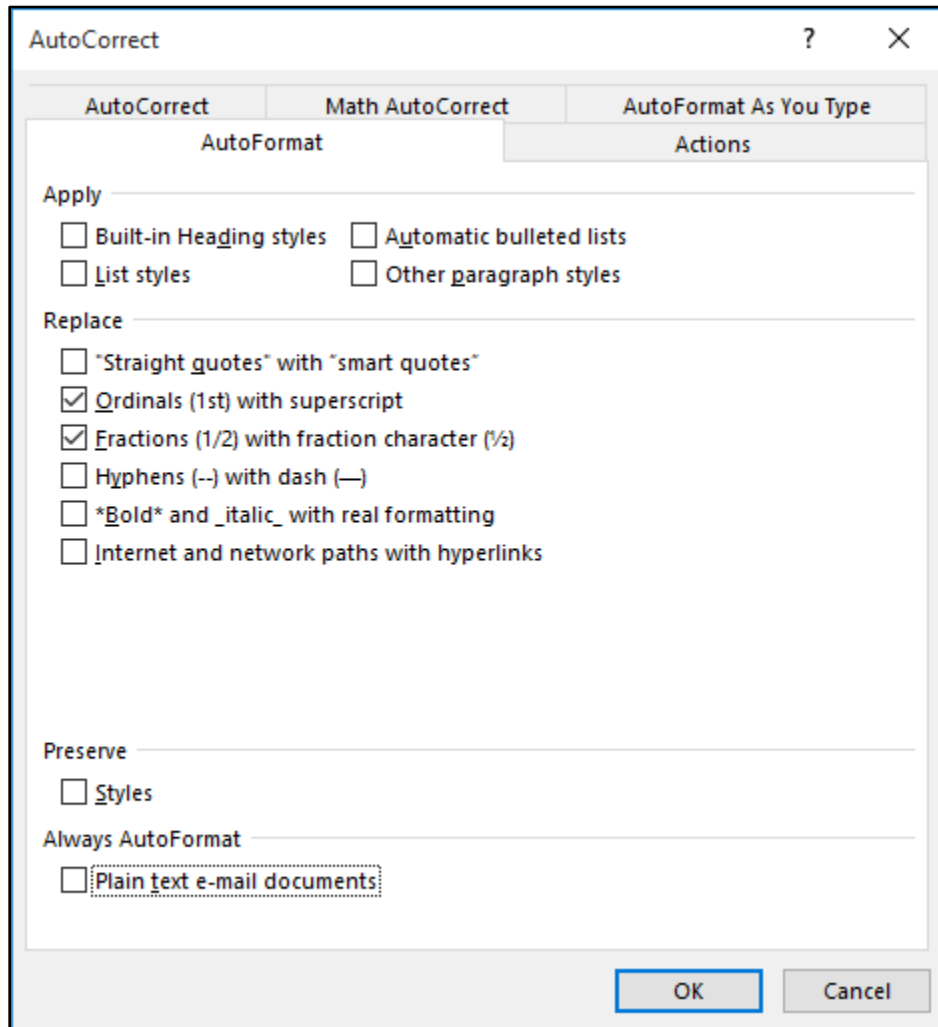 AutoCorrect ? ×
AutoCorrect Math AutoCorrect AutoFormat As You Type
AutoFormat Actions
Apply
Built-in Heading styles Automatic bulleted lists
List styles Other paragraph styles
Replace
"Straight quotes" with “smart quotes”
Ordinals (1st) with superscript
Fractions (1/2) with fraction character (½)
Hyphens (--) with dash (—)
*Bold* and _italic_ with real formatting
Internet and network paths with hyperlinks
Preserve
Styles
Always AutoFormat
Plain text e-mail documents
OK Cancel